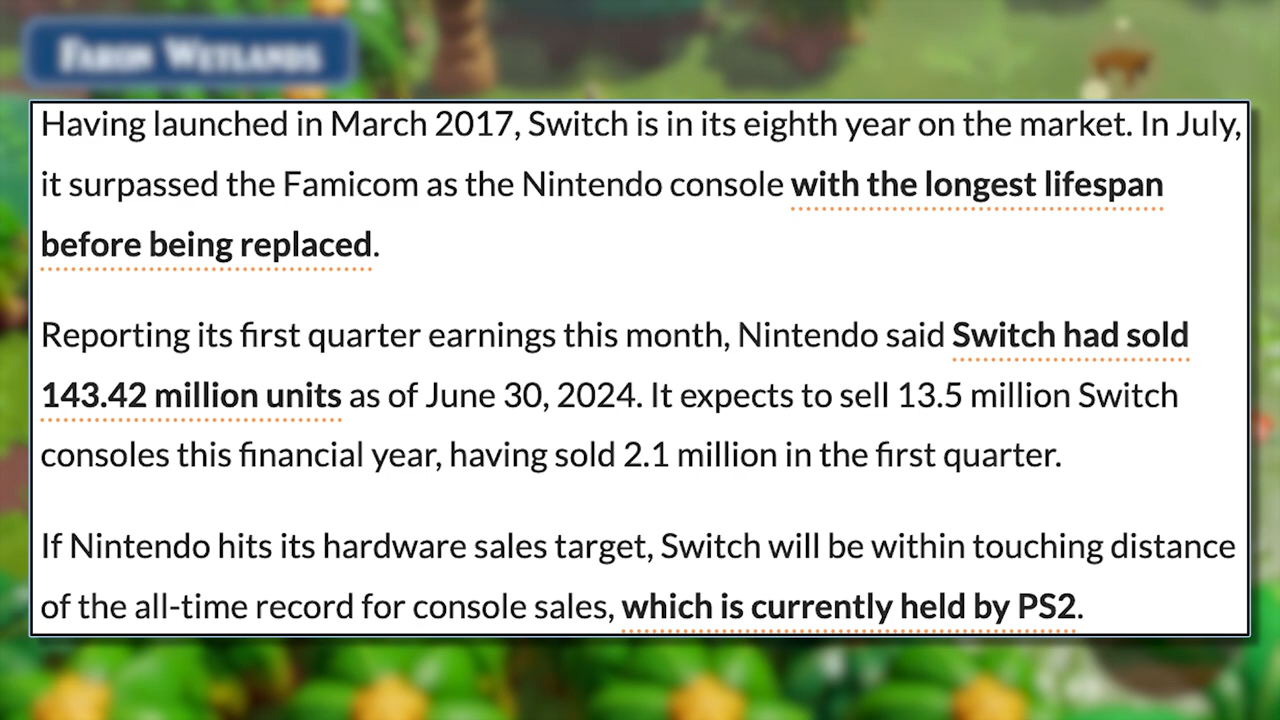 Faron Wetlands
Having launched in March 2017, Switch is in its eighth year on the market. In July,
it surpassed the Famicom as the Nintendo console with the longest lifespan
before being replaced.
Reporting its first quarter earnings this month, Nintendo said Switch had sold
143.42 million units as of June 30, 2024. It expects to sell 13.5 million Switch
consoles this financial year, having sold 2.1 million in the first quarter.
If Nintendo hits its hardware sales target, Switch will be within touching distance
of the all-time record for console sales, which is currently held by PS2.